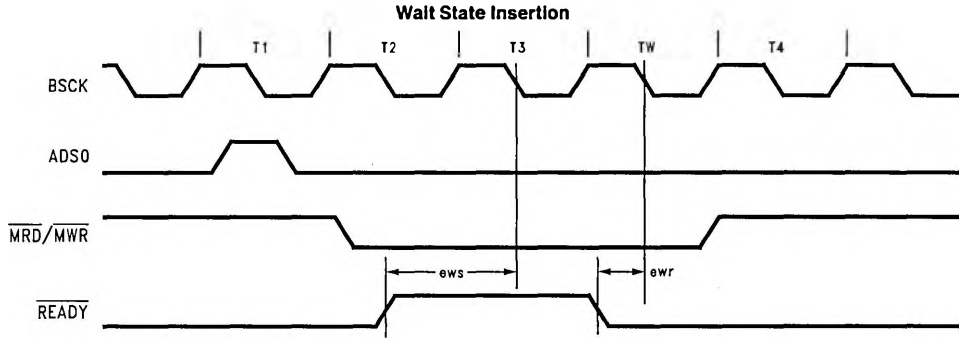 Wait State Insertion
T1 T2 T3 TW T4
BSCK
ADS0
MRD/MWR
ews ewr
READY